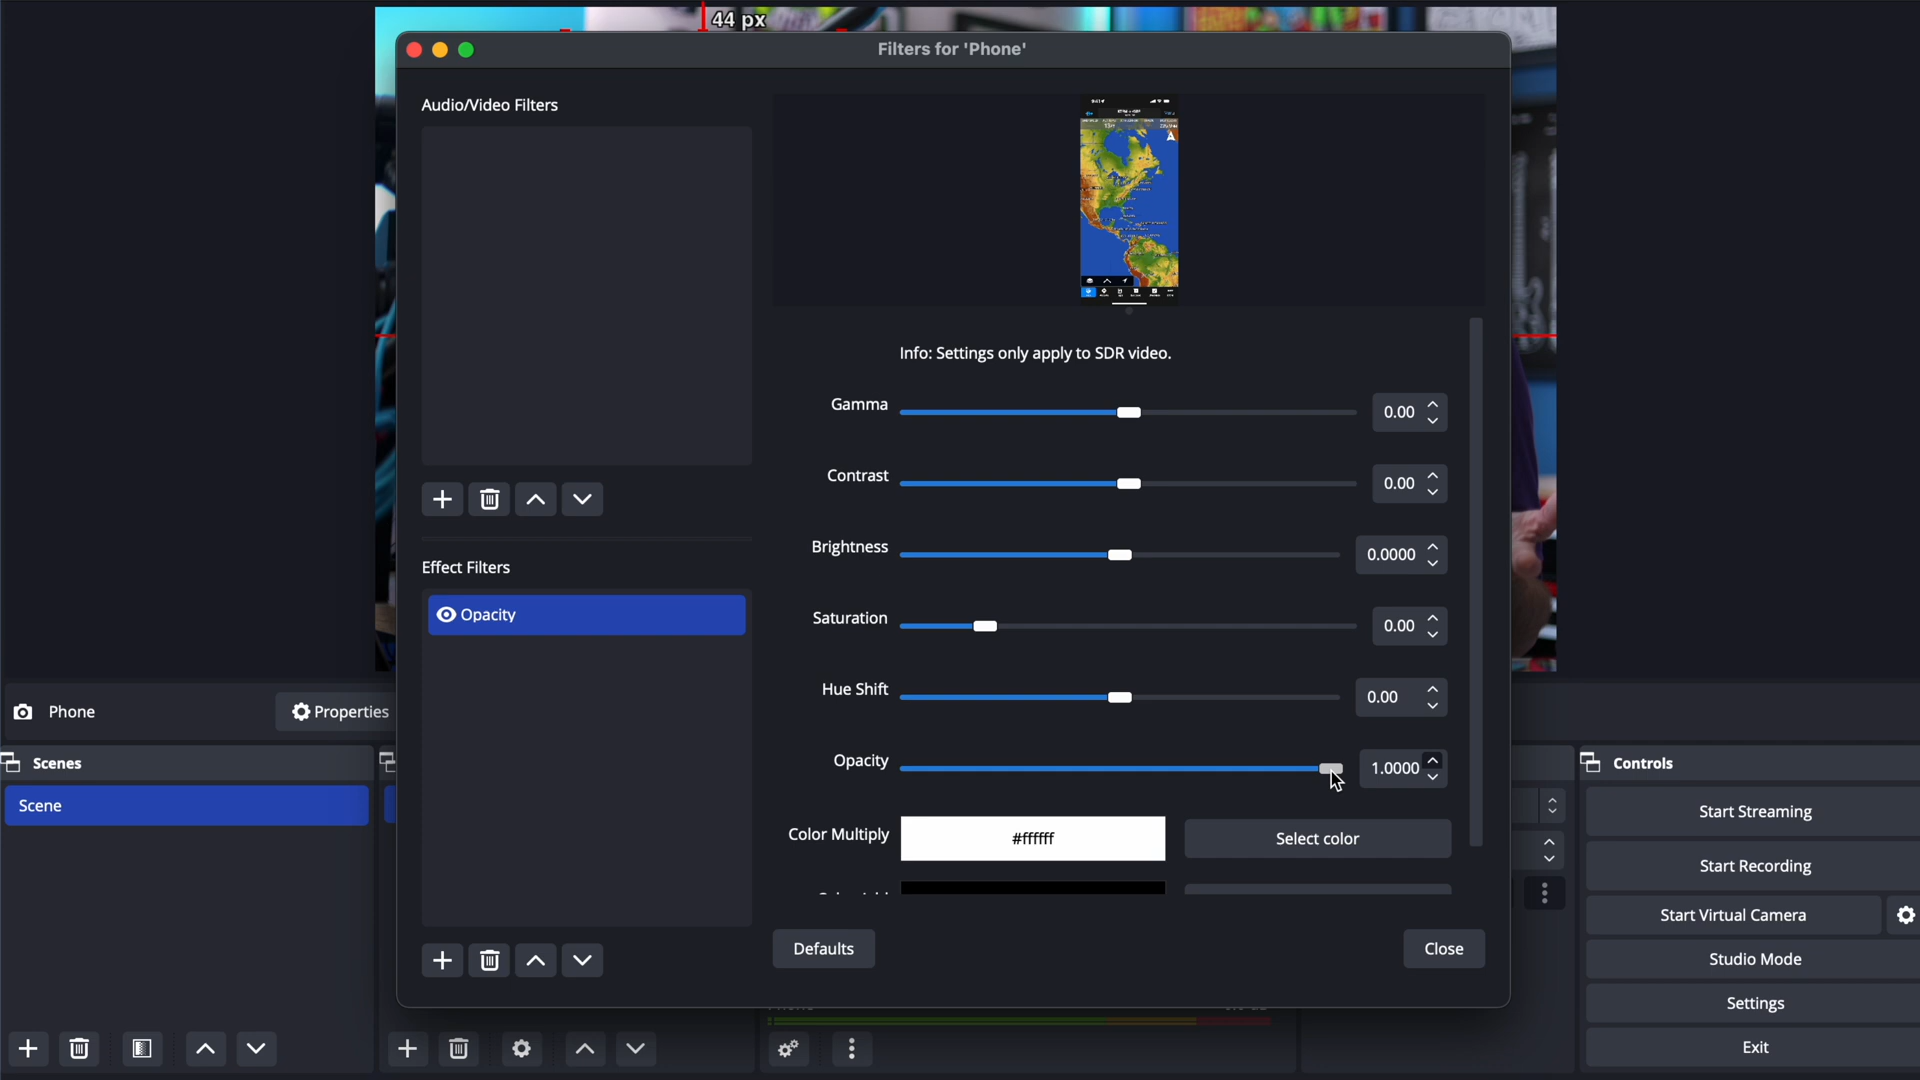 44 px
Filters for 'Phone'
Audio/Video Filters
9:41
Info: Settings only apply to SDR video.
Gamma 0.00
Contrast 0.00
Brightness 0.0000
Effect Filters
Opacity
Saturation 0.00
Hue Shift 0.00
Opacity 1.0000
Color Multiply #ffffff Select color
Defaults
Close
Phone
Properties
Scenes
Scene
Controls
Start Streaming
Start Recording
Start Virtual Camera
Studio Mode
Settings
Exit